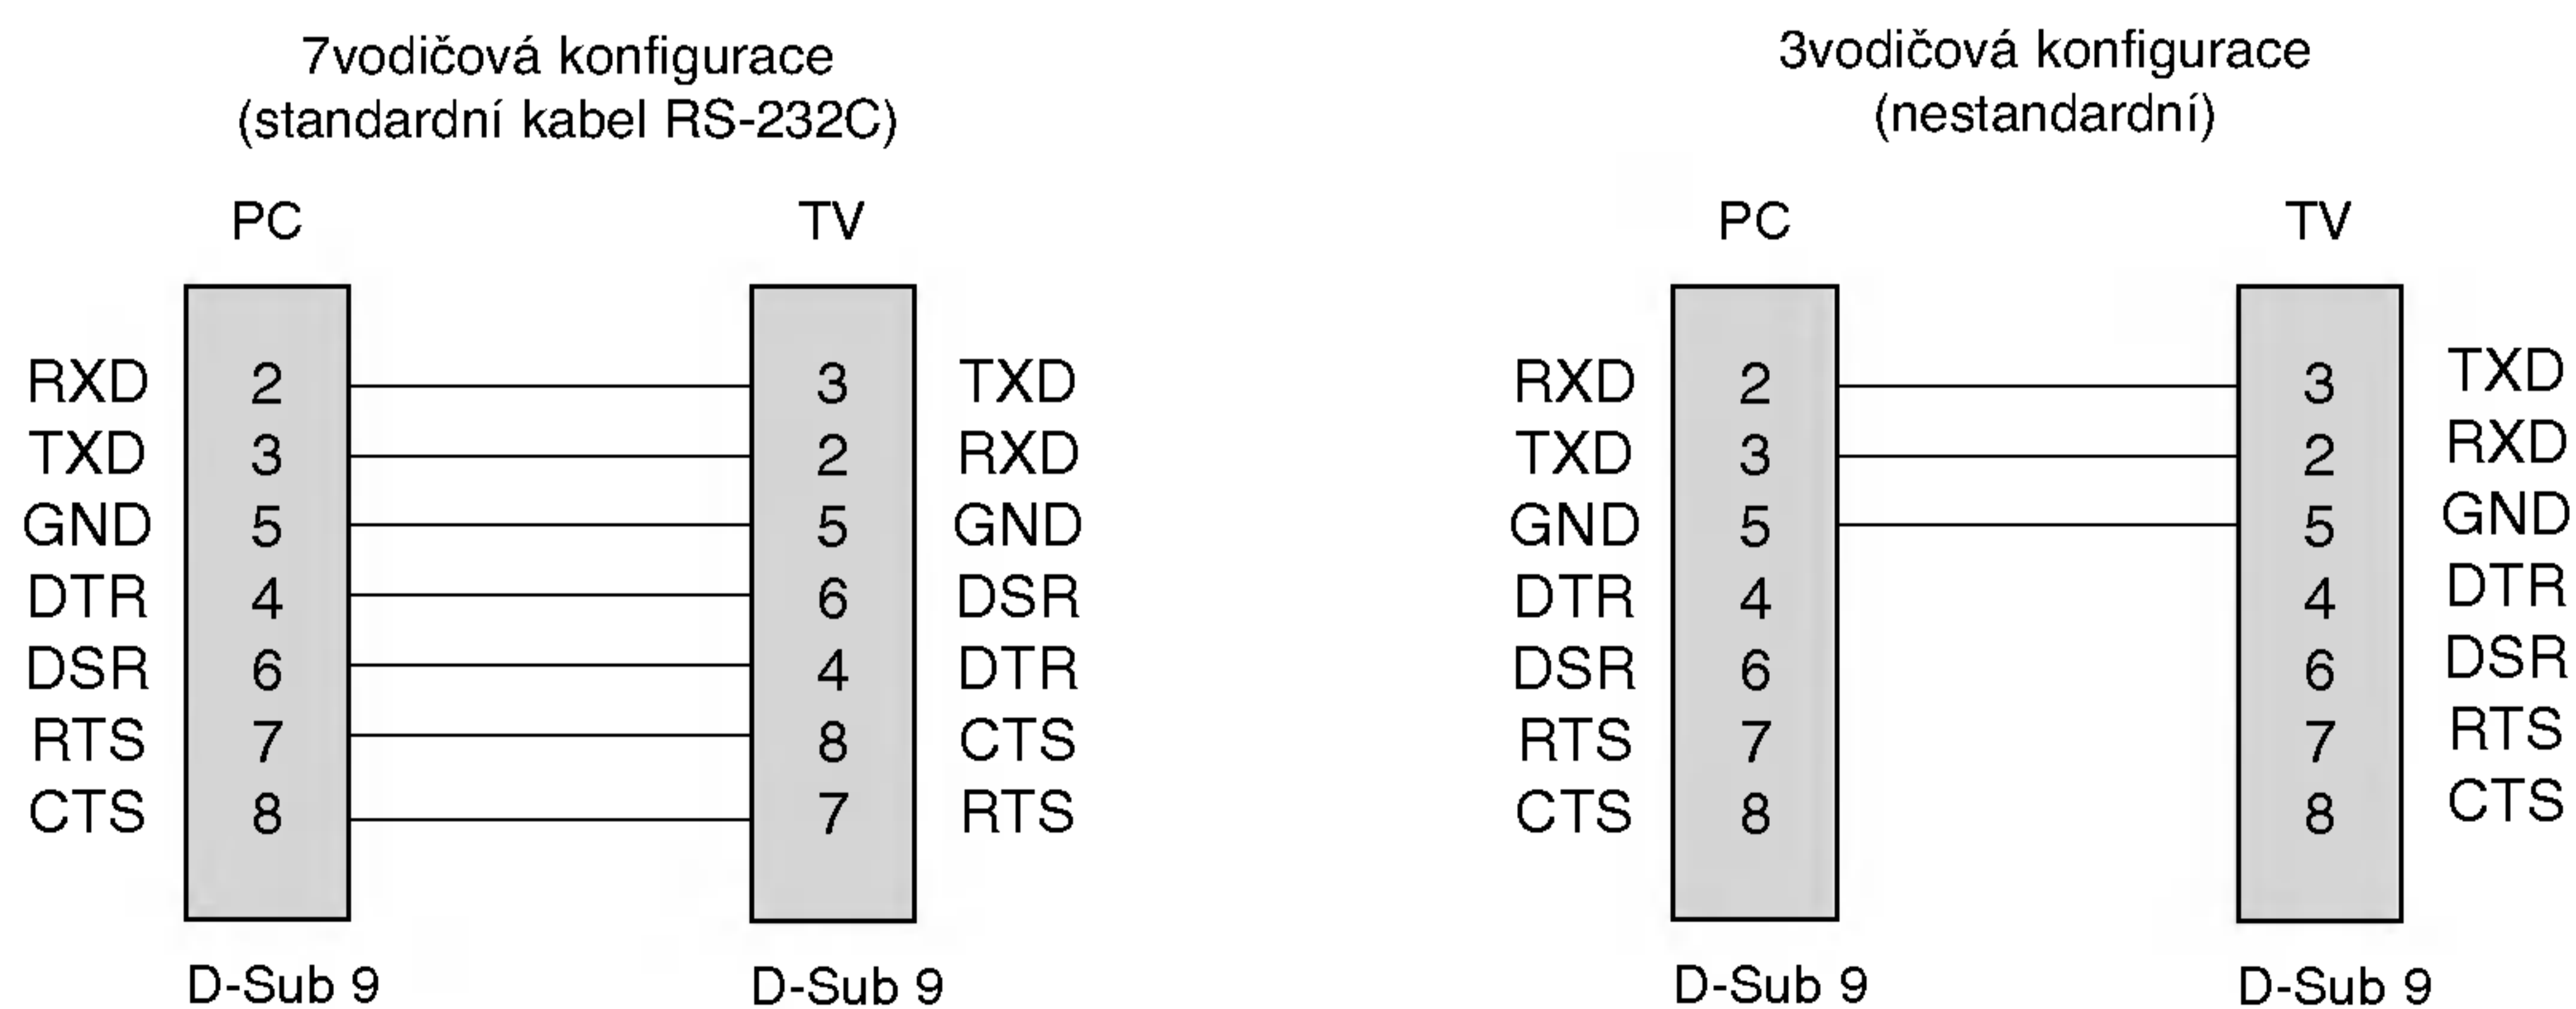 7vodičová konfigurace
(standardní kabel RS-232C)
PC TV
RXD 2 3 TXD
TXD 3 2 RXD
GND 5 5 GND
DTR 4 6 DSR
DSR 6 4 DTR
RTS 7 8 CTS
CTS 8 7 RTS
D-Sub 9 D-Sub 9
3vodičová konfigurace
(nestandardní)
PC TV
RXD 2 3 TXD
TXD 3 2 RXD
GND 5 5 GND
DTR 4 4 DTR
DSR 6 6 DSR
RTS 7 7 RTS
CTS 8 8 CTS
D-Sub 9 D-Sub 9